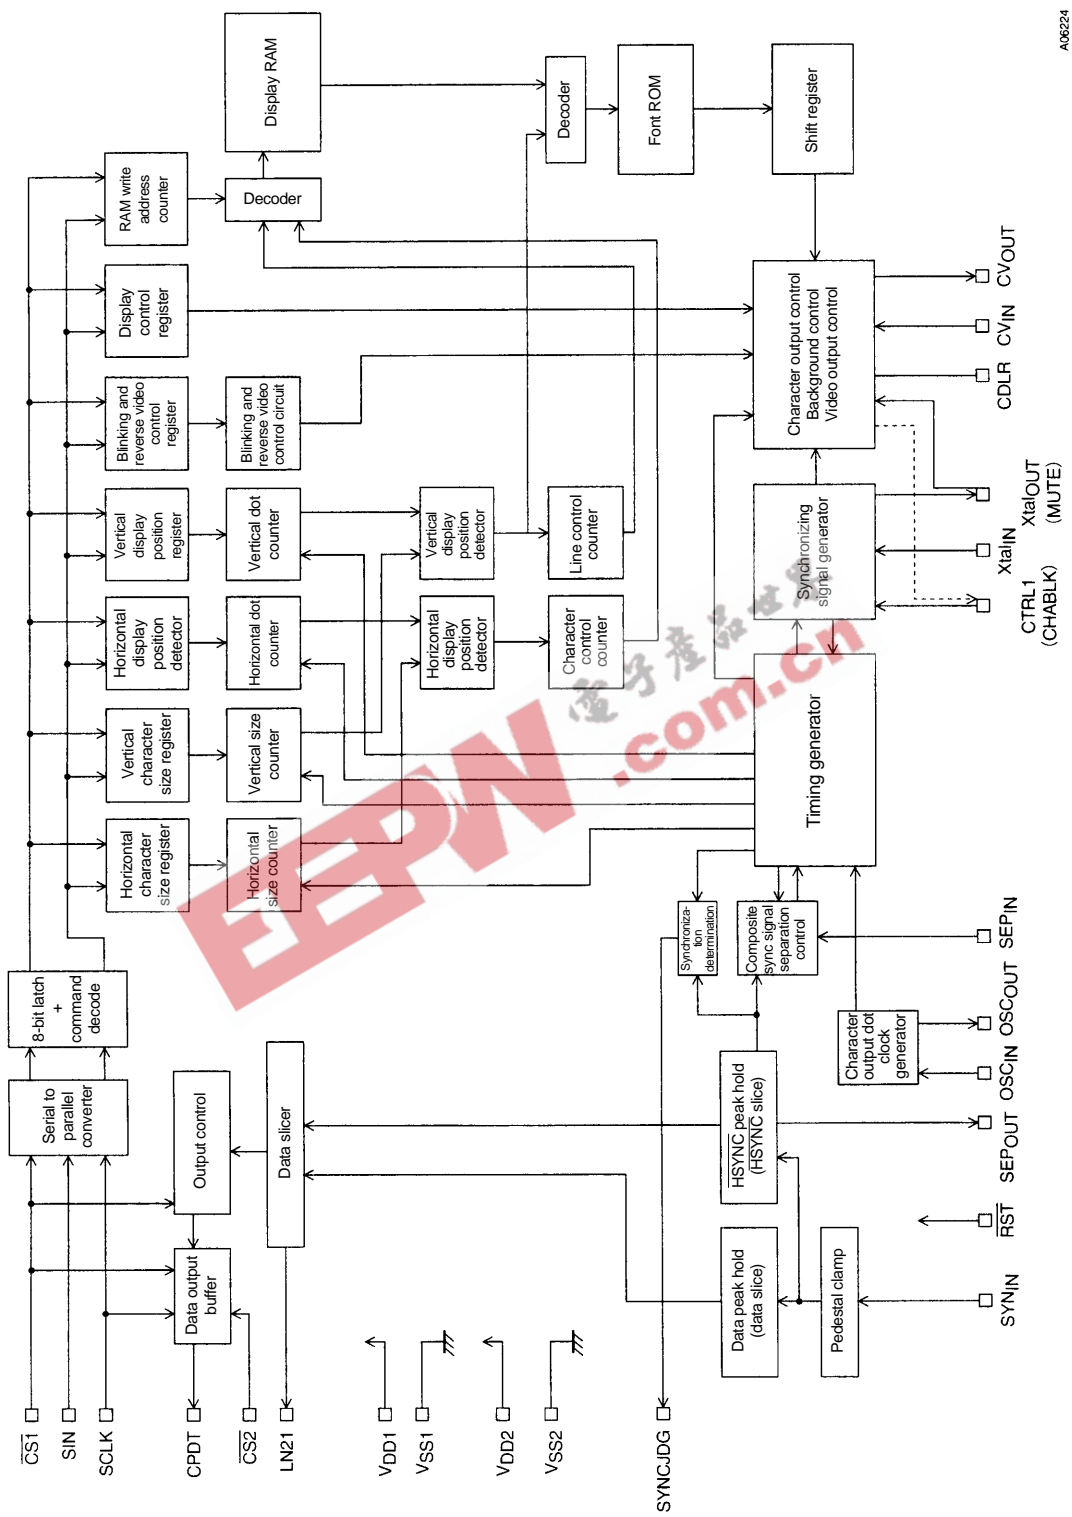 A06224
Display RAM
Decoder
Font ROM
Shift register
RAM write
address
counter
Decoder
Display
control
register
Blinking and
reverse video
control
register
Blinking and
reverse video
control circuit
Character output control
Background control
Video output control
CVOUT
CVIN
CDLR
Vertical
display
position
register
Vertical dot
counter
Vertical
display
position
detector
Line control
counter
Synchronizing
signal generator
XtalOUT
(MUTE)
XtalIN
CTRL1
(CHABLK)
Horizontal
display
position
detector
Horizontal dot
counter
Horizontal
display
position
detector
Character
control
counter
Vertical
character
size register
Vertical size
counter
Timing generator
Horizontal
character
size register
Horizontal
size counter
Synchroniza-
tion
determination
Composite
sync signal
separation
control
SEPIN
8-bit latch
+
command
decode
Character
output dot
clock
generator
OSCOUT
OSCIN
Serial to
parallel
converter
Output control
Data slicer
HSYNC peak hold
(HSYNC slice)
SEPOUT
RST
Data output
buffer
Data peak hold
(data slice)
Pedestal clamp
SYNIN
CS1
SIN
SCLK
CPDT
CS2
LN21
VDD1
VSS1
VDD2
VSS2
SYNCJDG
EEPW
.com.cn
電子產品世界